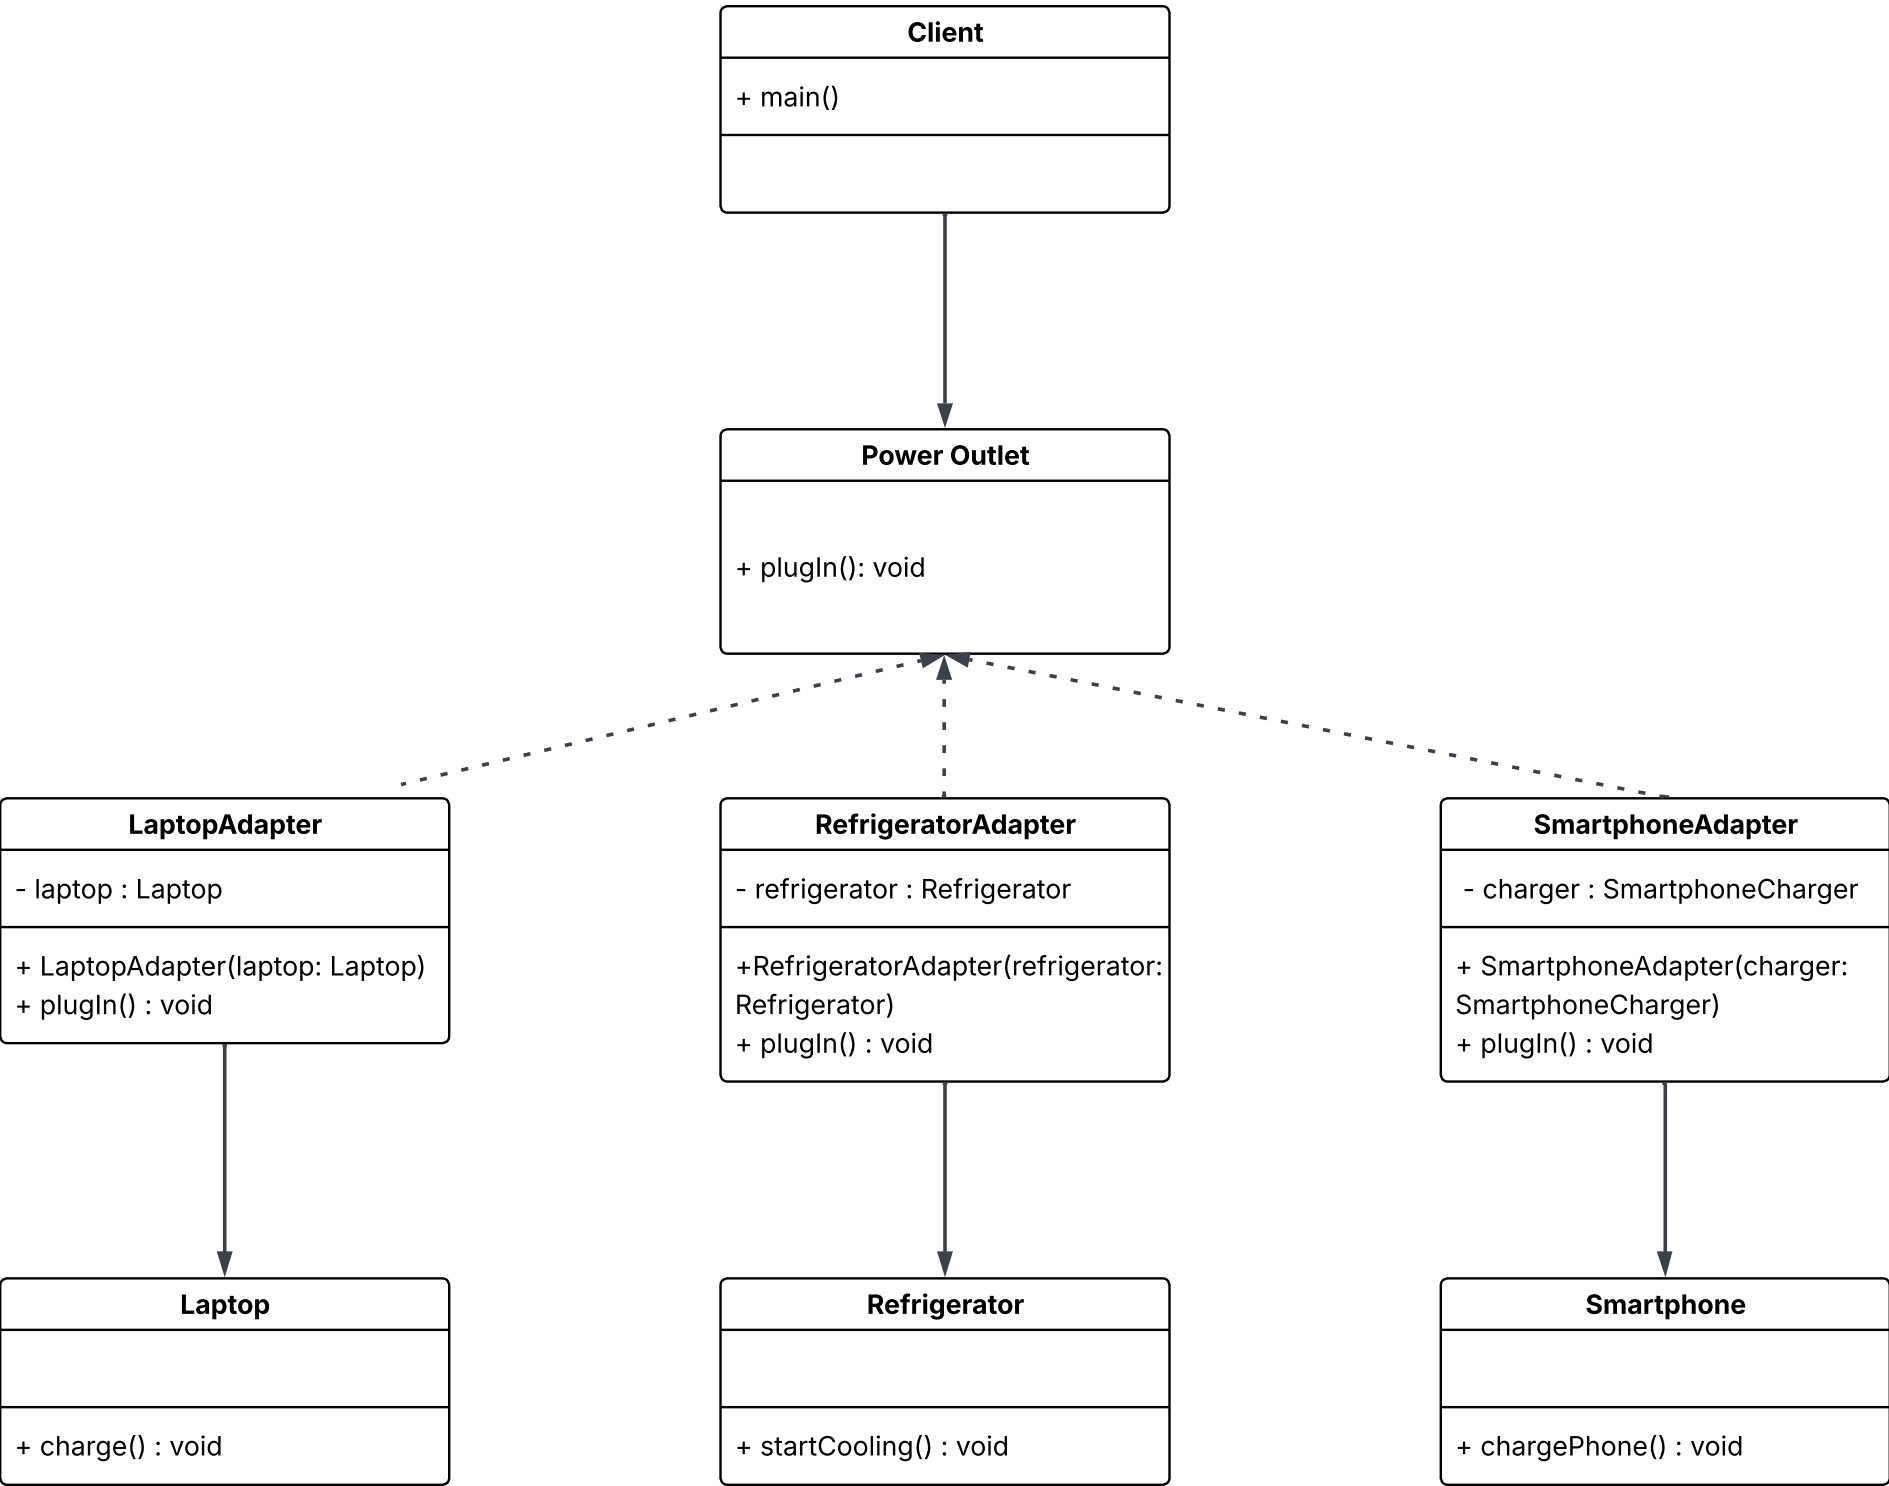 Client
+ main()
Power Outlet
+ plugIn(): void
LaptopAdapter
- laptop : Laptop
+ LaptopAdapter(laptop: Laptop)
+ plugIn() : void
RefrigeratorAdapter
- refrigerator : Refrigerator
+RefrigeratorAdapter(refrigerator:
Refrigerator)
+ plugIn() : void
SmartphoneAdapter
- charger : SmartphoneCharger
+ SmartphoneAdapter(charger:
SmartphoneCharger)
+ plugIn() : void
Laptop
+ charge() : void
Refrigerator
+ startCooling() : void
Smartphone
+ chargePhone() : void